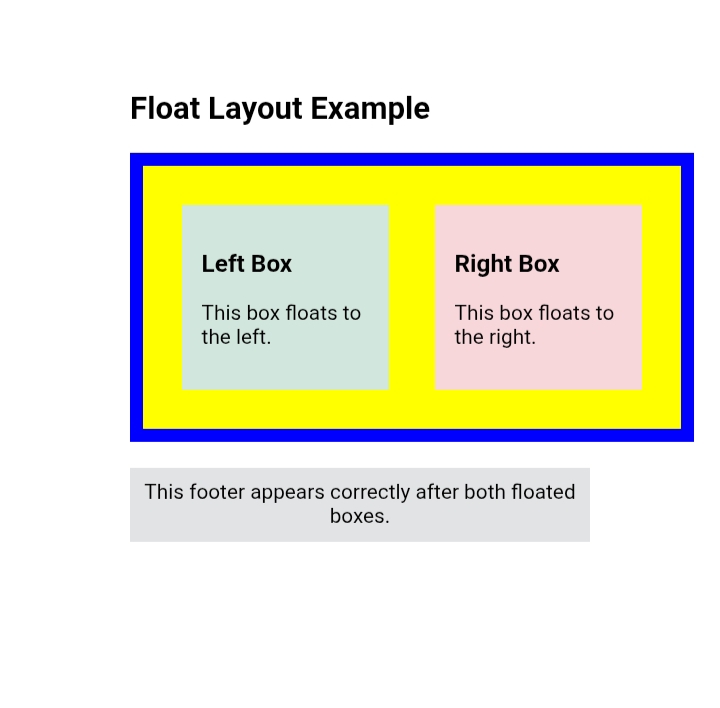 Float Layout Example
Left Box
This box floats to
the left.
Right Box
This box floats to
the right.
This footer appears correctly after both floated
boxes.